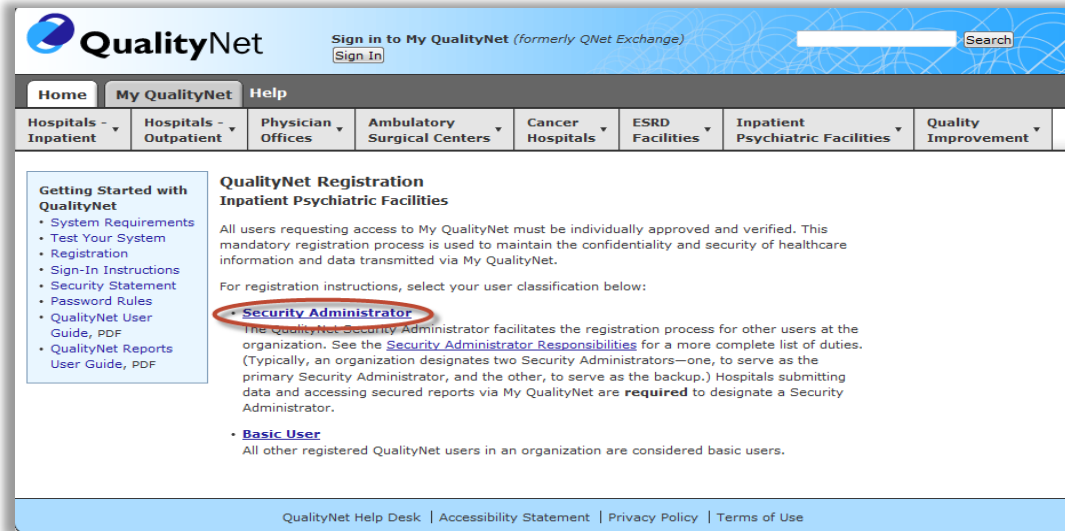 QualityNet
Sign in to My QualityNet (formerly QNet Exchange)
Sign In
Search
Home
My QualityNet
Help
Hospitals - Inpatient
Hospitals - Outpatient
Physician Offices
Ambulatory Surgical Centers
Cancer Hospitals
ESRD Facilities
Inpatient Psychiatric Facilities
Quality Improvement
Getting Started with
QualityNet
• System Requirements
• Test Your System
• Registration
• Sign-In Instructions
• Security Statement
• Password Rules
• QualityNet User
Guide, PDF
• QualityNet Reports
User Guide, PDF
QualityNet Registration
Inpatient Psychiatric Facilities
All users requesting access to My QualityNet must be individually approved and verified. This
mandatory registration process is used to maintain the confidentiality and security of healthcare
information and data transmitted via My QualityNet.
For registration instructions, select your user classification below:
• Security Administrator
The QualityNet Security Administrator facilitates the registration process for other users at the
organization. See the Security Administrator Responsibilities for a more complete list of duties.
(Typically, an organization designates two Security Administrators—one, to serve as the
primary Security Administrator, and the other, to serve as the backup.) Hospitals submitting
data and accessing secured reports via My QualityNet are required to designate a Security
Administrator.
• Basic User
All other registered QualityNet users in an organization are considered basic users.
QualityNet Help Desk | Accessibility Statement | Privacy Policy | Terms of Use